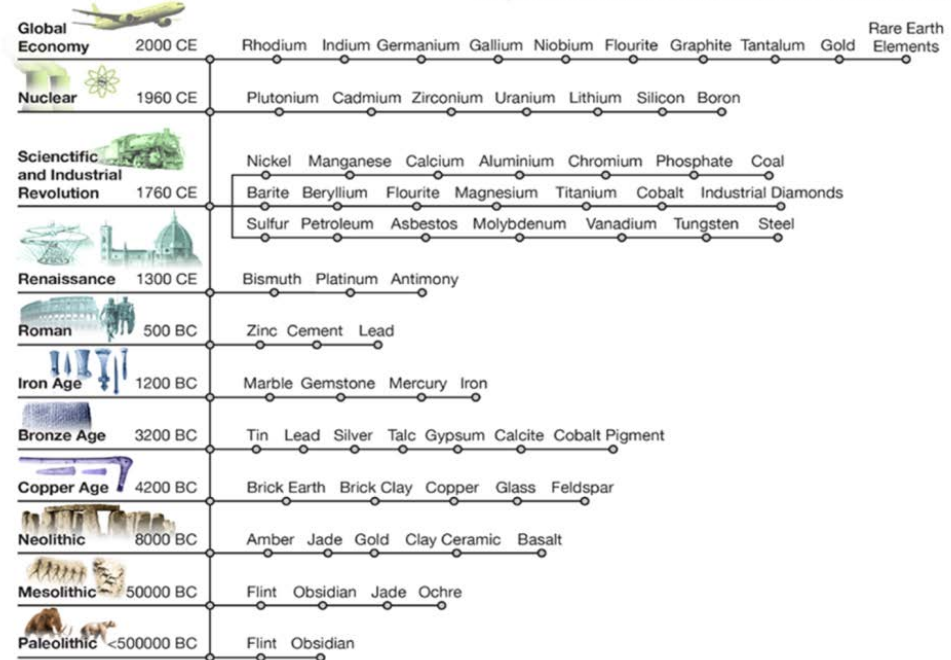 Global Economy 2000 CE Rhodium Indium Germanium Gallium Niobium Flourite Graphite Tantalum Gold Rare Earth Elements
Nuclear 1960 CE Plutonium Cadmium Zirconium Uranium Lithium Silicon Boron
Scienctific and Industrial Revolution 1760 CE
Nickel Manganese Calcium Aluminium Chromium Phosphate Coal
Barite Beryllium Flourite Magnesium Titanium Cobalt Industrial Diamonds
Sulfur Petroleum Asbestos Molybdenum Vanadium Tungsten Steel
Renaissance 1300 CE Bismuth Platinum Antimony
Roman 500 BC Zinc Cement Lead
Iron Age 1200 BC Marble Gemstone Mercury Iron
Bronze Age 3200 BC Tin Lead Silver Talc Gypsum Calcite Cobalt Pigment
Copper Age 4200 BC Brick Earth Brick Clay Copper Glass Feldspar
Neolithic 8000 BC Amber Jade Gold Clay Ceramic Basalt
Mesolithic 50000 BC Flint Obsidian Jade Ochre
Paleolithic <500000 BC Flint Obsidian